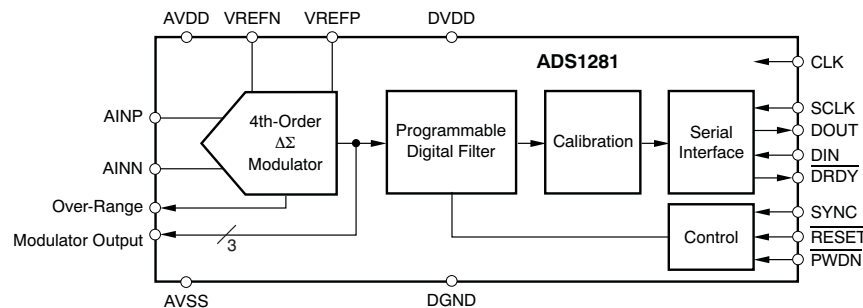 AVDD VREFN VREFP DVDD
ADS1281
CLK
AINP
AINN
Over-Range
Modulator Output
4th-Order
ΔΣ
Modulator
3
Programmable
Digital Filter
Calibration
Serial
Interface
Control
SCLK
DOUT
DIN
DRDY
SYNC
RESET
PWDN
AVSS DGND